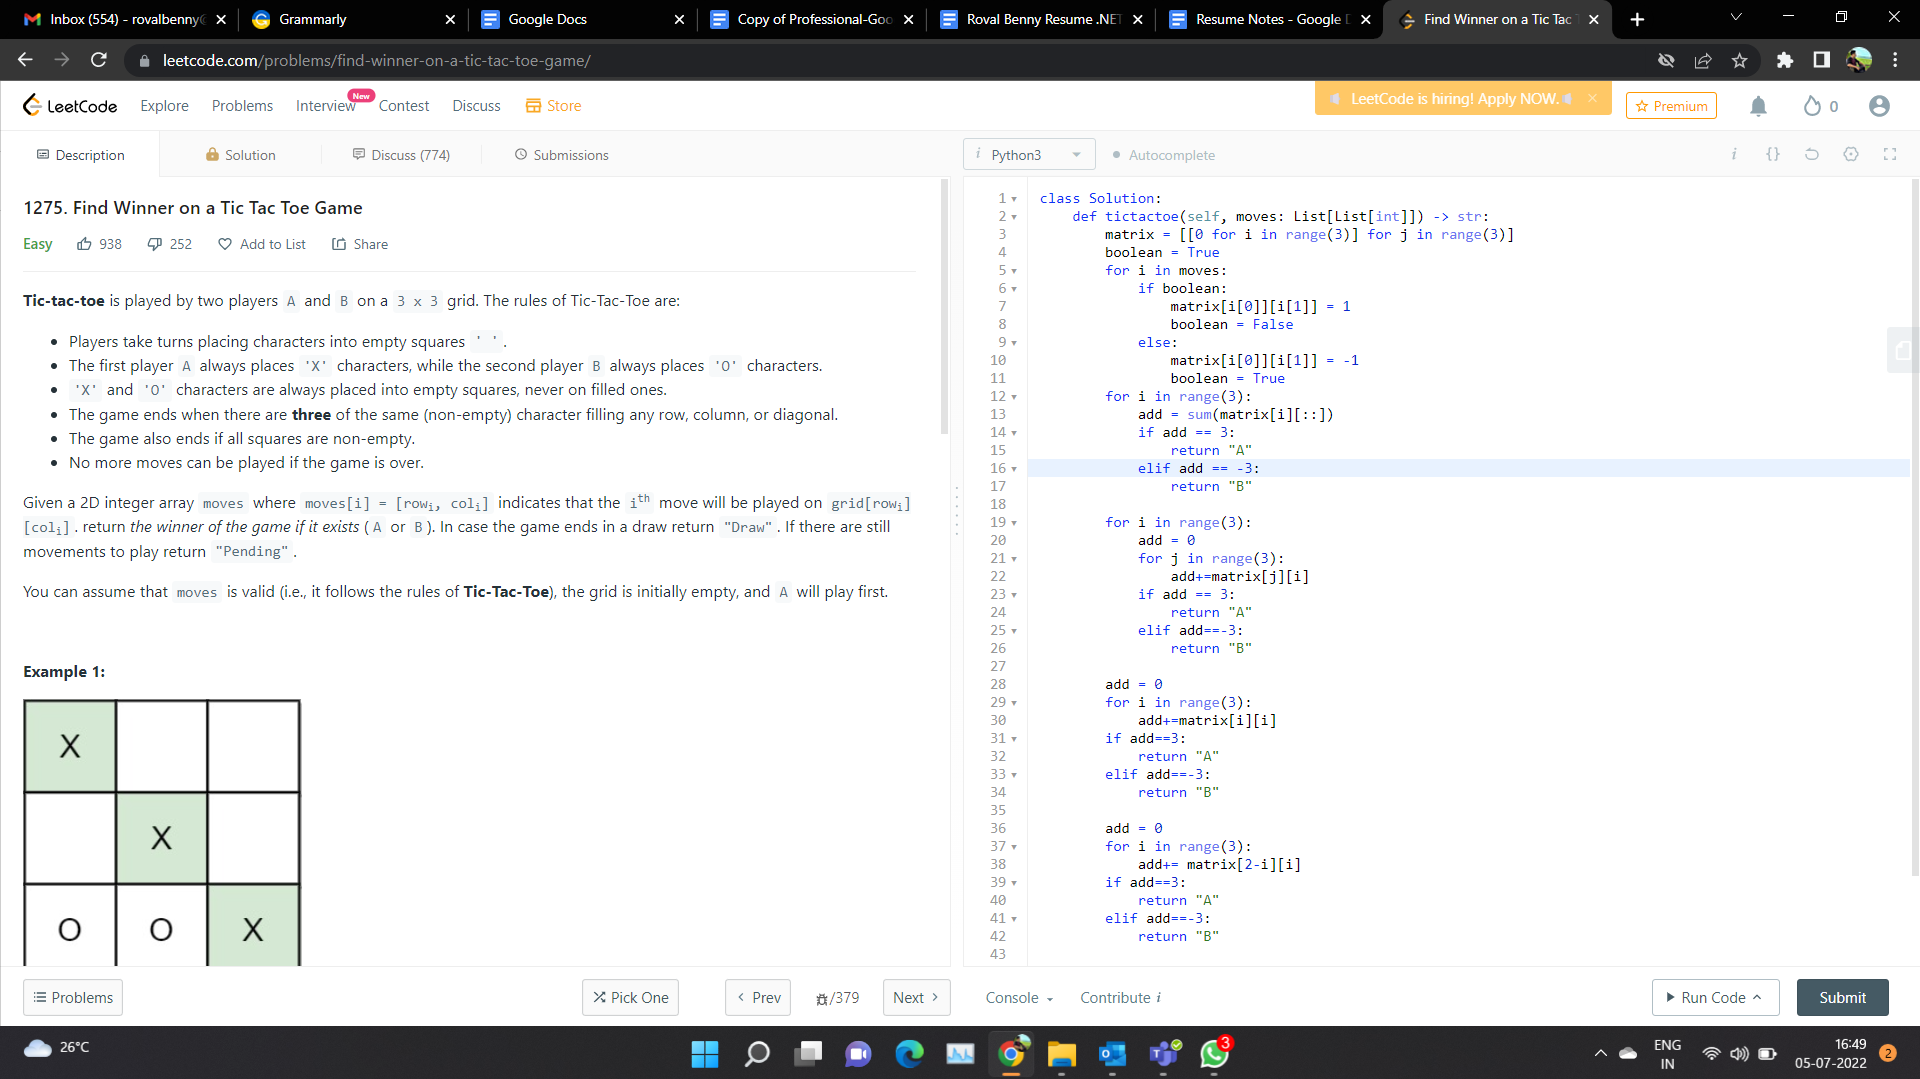 Inbox (554) - rovalbenny@
Grammarly
Google Docs
Copy of Professional-Goo
Roval Benny Resume .NET
Resume Notes - Google D
Find Winner on a Tic Tac T
leetcode.com/problems/find-winner-on-a-tic-tac-toe-game/
LeetCode
Explore
Problems
Interview
New
Contest
Discuss
Store
LeetCode is hiring! Apply NOW.
Premium
0
Description
Solution
Discuss (774)
Submissions
i Python3
Autocomplete
1275. Find Winner on a Tic Tac Toe Game
Easy
938
252
Add to List
Share
Tic-tac-toe is played by two players A and B on a 3 x 3 grid. The rules of Tic-Tac-Toe are:
• Players take turns placing characters into empty squares ' '.
• The first player A always places 'X' characters, while the second player B always places 'O' characters.
• 'X' and 'O' characters are always placed into empty squares, never on filled ones.
• The game ends when there are three of the same (non-empty) character filling any row, column, or diagonal.
• The game also ends if all squares are non-empty.
• No more moves can be played if the game is over.
Given a 2D integer array moves where moves[i] = [rowi, coli] indicates that the ith move will be played on grid[rowi]
[coli]. return the winner of the game if it exists (A or B). In case the game ends in a draw return "Draw". If there are still
movements to play return "Pending".
You can assume that moves is valid (i.e., it follows the rules of Tic-Tac-Toe), the grid is initially empty, and A will play first.
Example 1:
X
X
O O X
1 class Solution:
2     def tictactoe(self, moves: List[List[int]]) -> str:
3         matrix = [[0 for i in range(3)] for j in range(3)]
4         boolean = True
5         for i in moves:
6             if boolean:
7                 matrix[i[0]][i[1]] = 1
8                 boolean = False
9             else:
10                 matrix[i[0]][i[1]] = -1
11                 boolean = True
12         for i in range(3):
13             add = sum(matrix[i][::])
14             if add == 3:
15                 return "A"
16             elif add == -3:
17                 return "B"
18
19         for i in range(3):
20             add = 0
21             for j in range(3):
22                 add+=matrix[j][i]
23             if add == 3:
24                 return "A"
25             elif add==-3:
26                 return "B"
27
28         add = 0
29         for i in range(3):
30             add+=matrix[i][i]
31         if add==3:
32             return "A"
33         elif add==-3:
34             return "B"
35
36         add = 0
37         for i in range(3):
38             add+= matrix[2-i][i]
39         if add==3:
40             return "A"
41         elif add==-3:
42             return "B"
43
Problems
Pick One
Prev
/379
Next
Console
Contribute i
Run Code
Submit
26°C
3
ENG
IN
16:49
05-07-2022
2